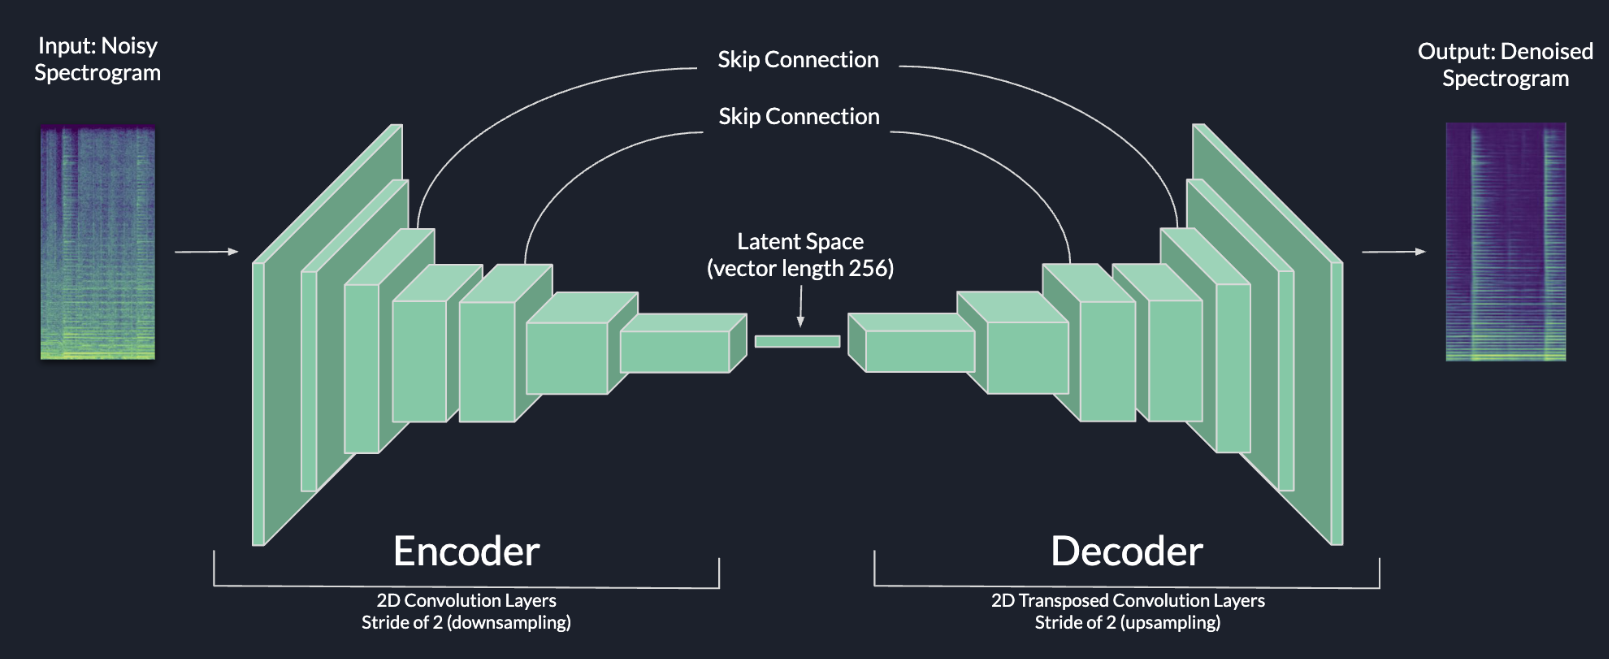 Input: Noisy
Spectrogram
Skip Connection
Skip Connection
Latent Space
(vector length 256)
Output: Denoised
Spectrogram
Encoder
2D Convolution Layers
Stride of 2 (downsampling)
Decoder
2D Transposed Convolution Layers
Stride of 2 (upsampling)